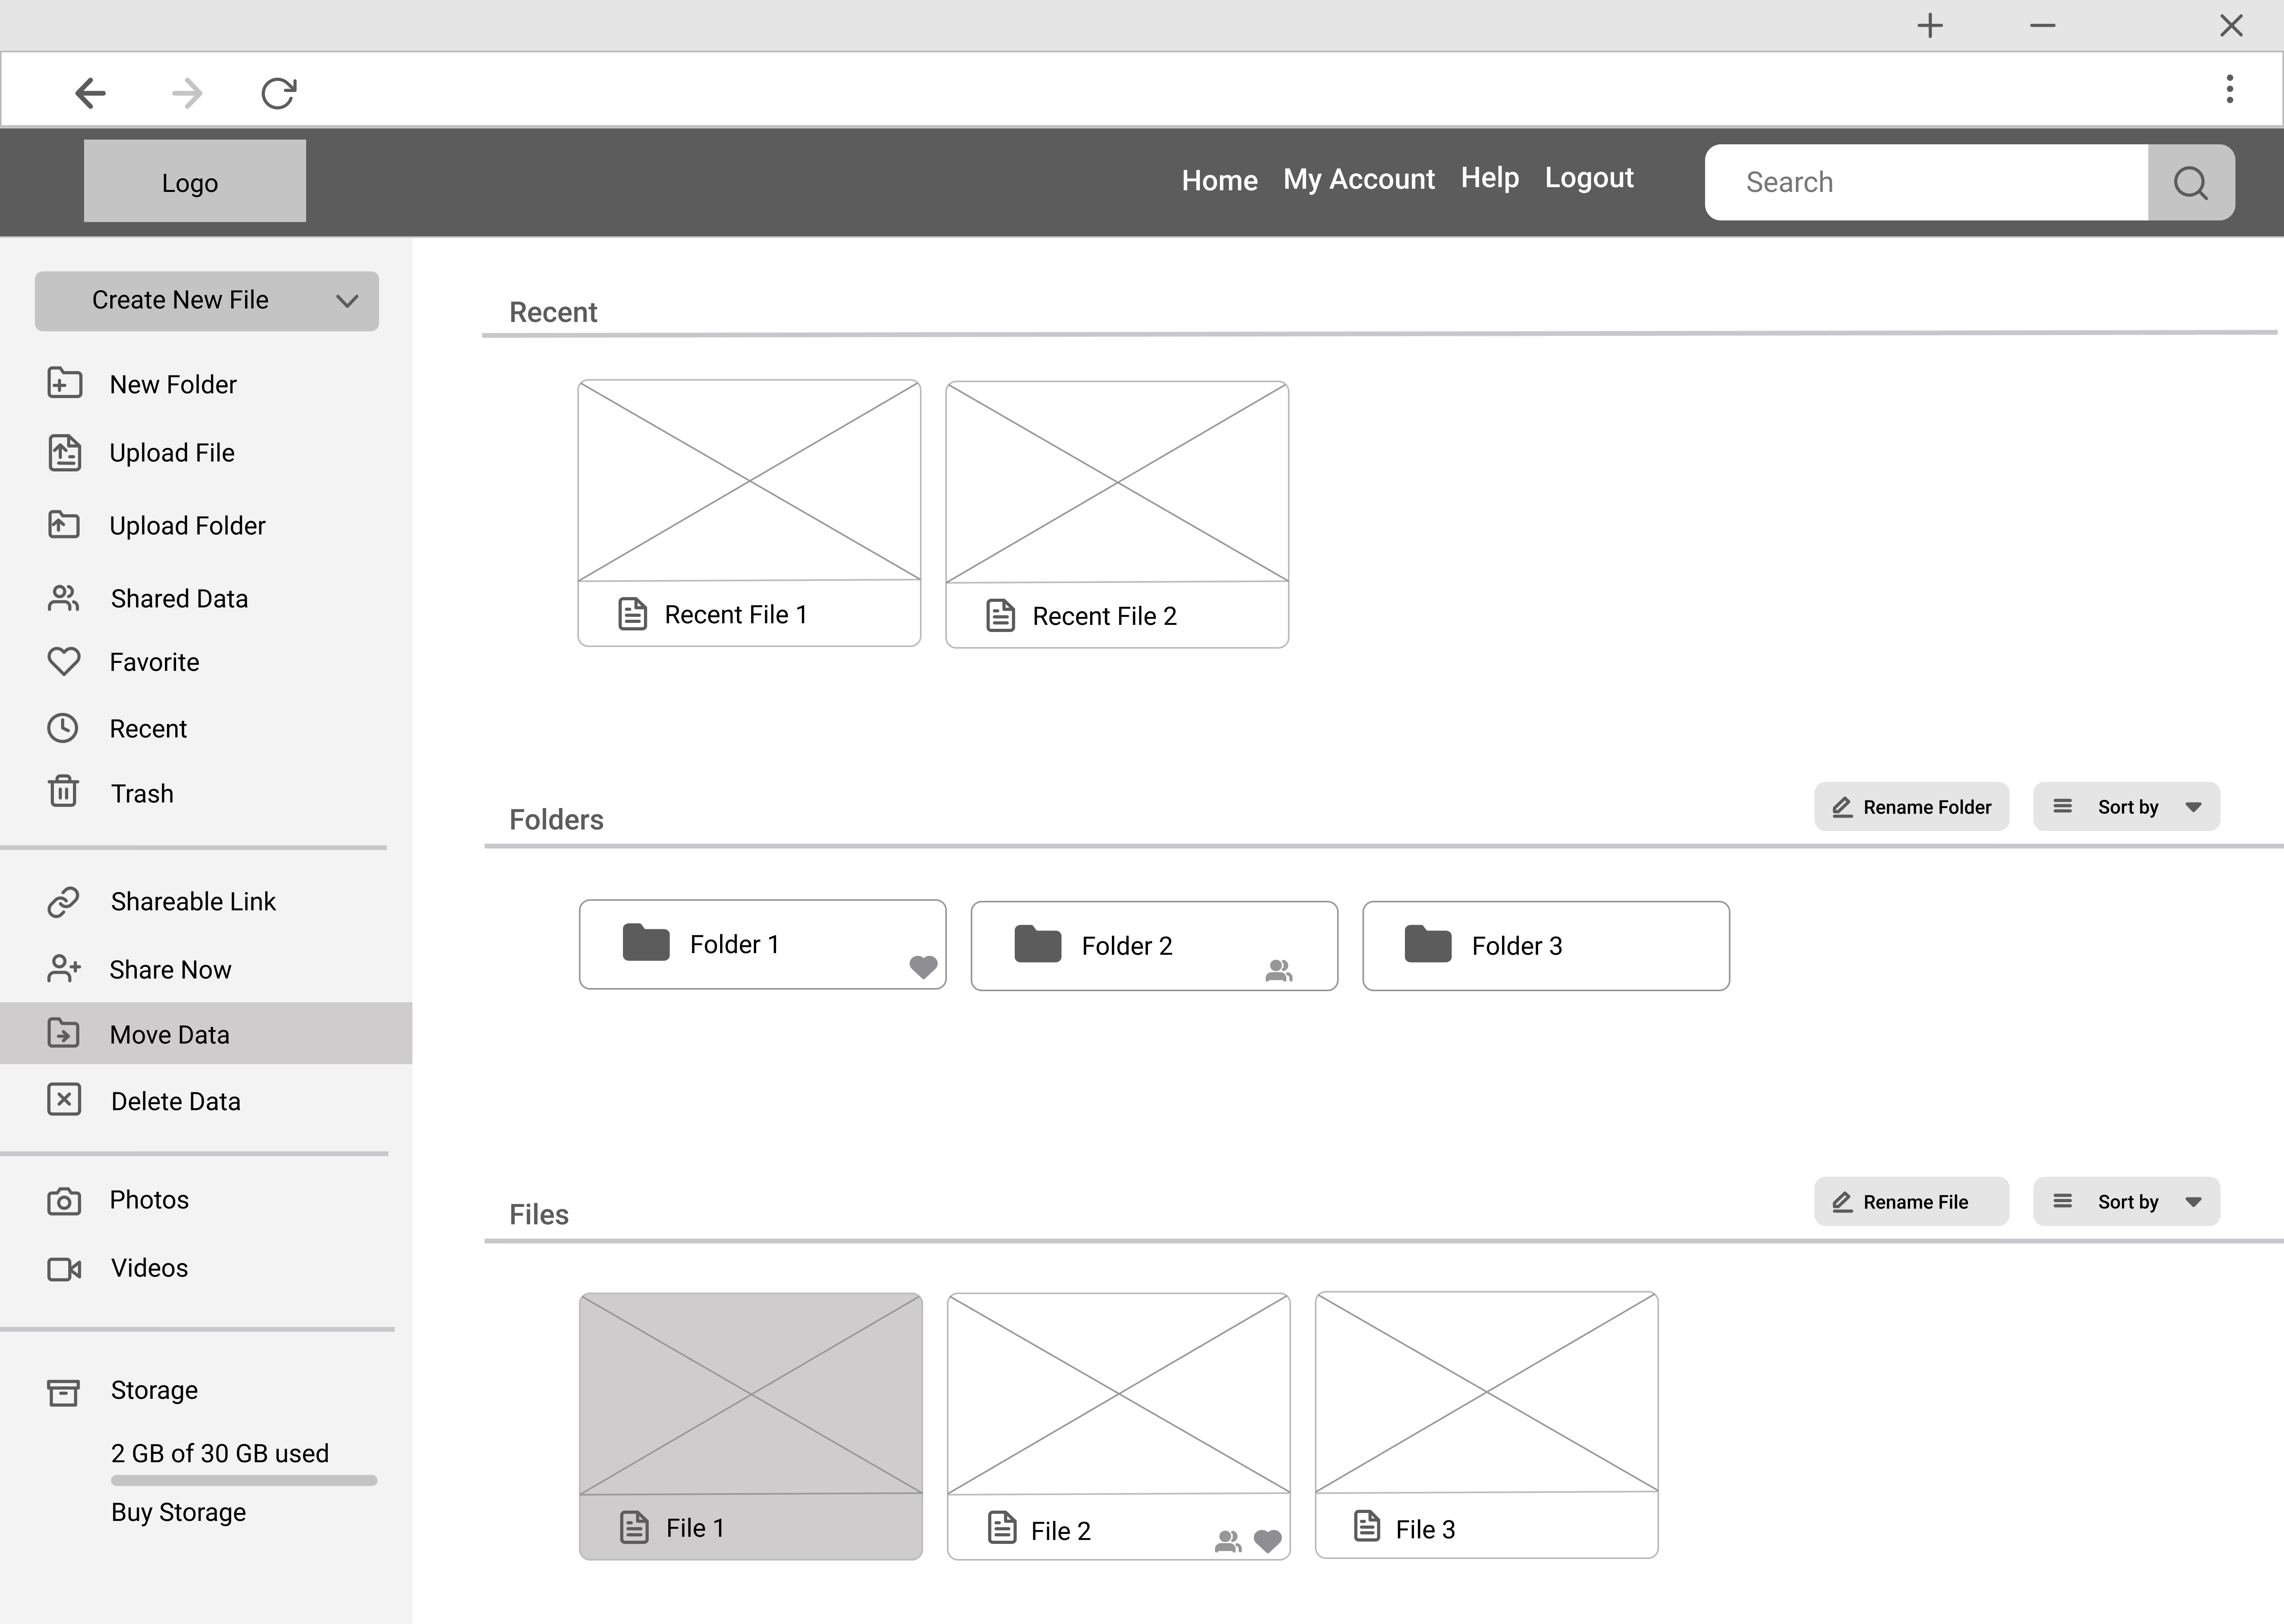 Logo
Home My Account Help Logout
Search
Create New File
New Folder
Upload File
Upload Folder
Shared Data
Favorite
Recent
Trash
Shareable Link
Share Now
Move Data
Delete Data
Photos
Videos
Storage
2 GB of 30 GB used
Buy Storage
Recent
Recent File 1
Recent File 2
Folders
Rename Folder
Sort by
Folder 1
Folder 2
Folder 3
Files
Rename File
Sort by
File 1
File 2
File 3